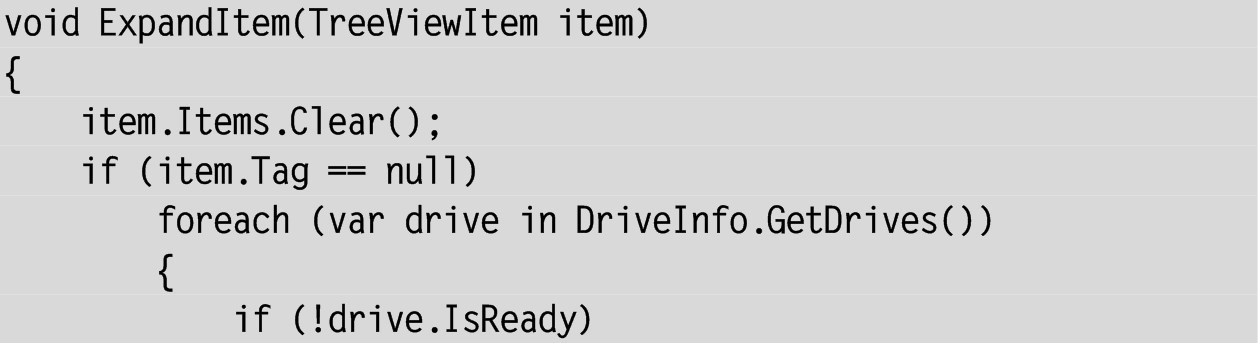 void ExpandItem(TreeViewItem item)
{
    item.Items.Clear();
    if (item.Tag == null)
        foreach (var drive in DriveInfo.GetDrives())
        {
            if (!drive.IsReady)